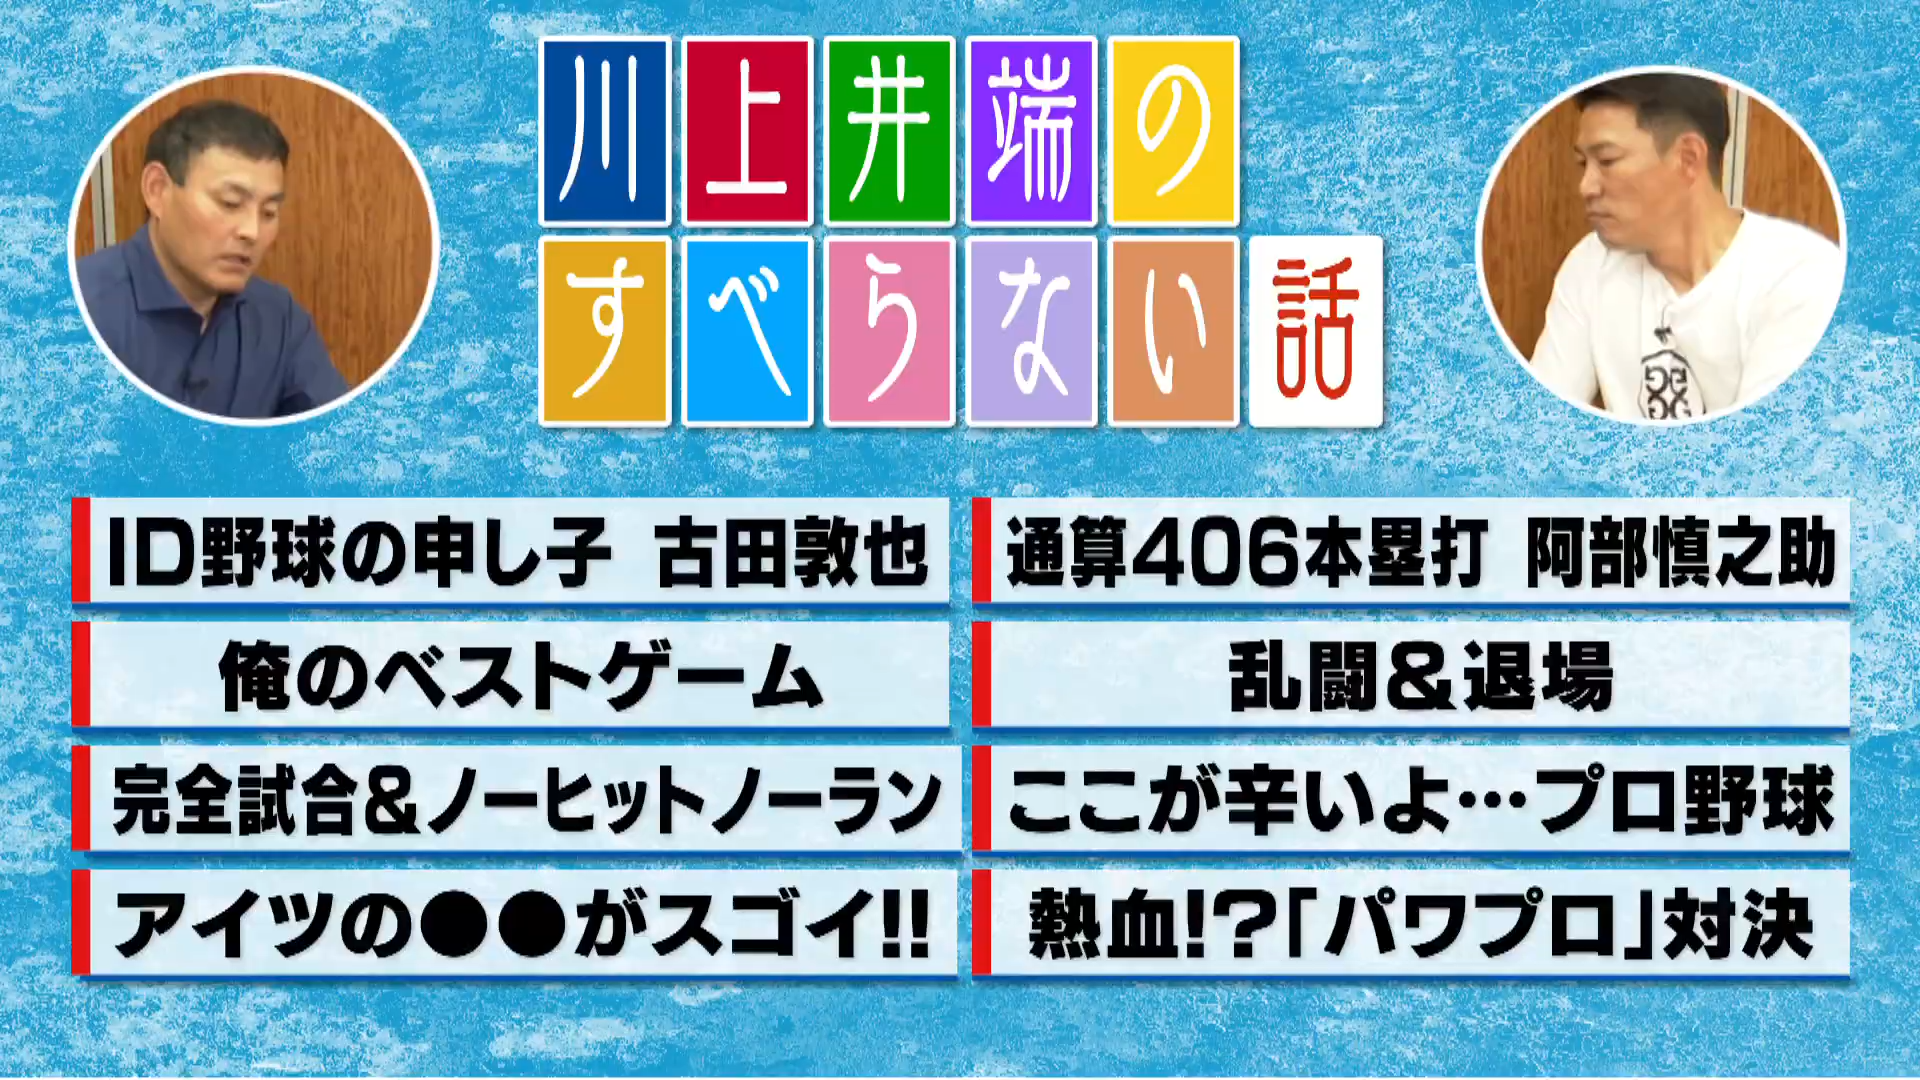 川上井端の
すべらない話
ID野球の申し子 古田敦也
通算406本塁打 阿部慎之助
俺のベストゲーム
乱闘&退場
完全試合&ノーヒットノーラン
ここが辛いよ…プロ野球
アイツの●●がスゴイ!!
熱血!?「パワプロ」対決